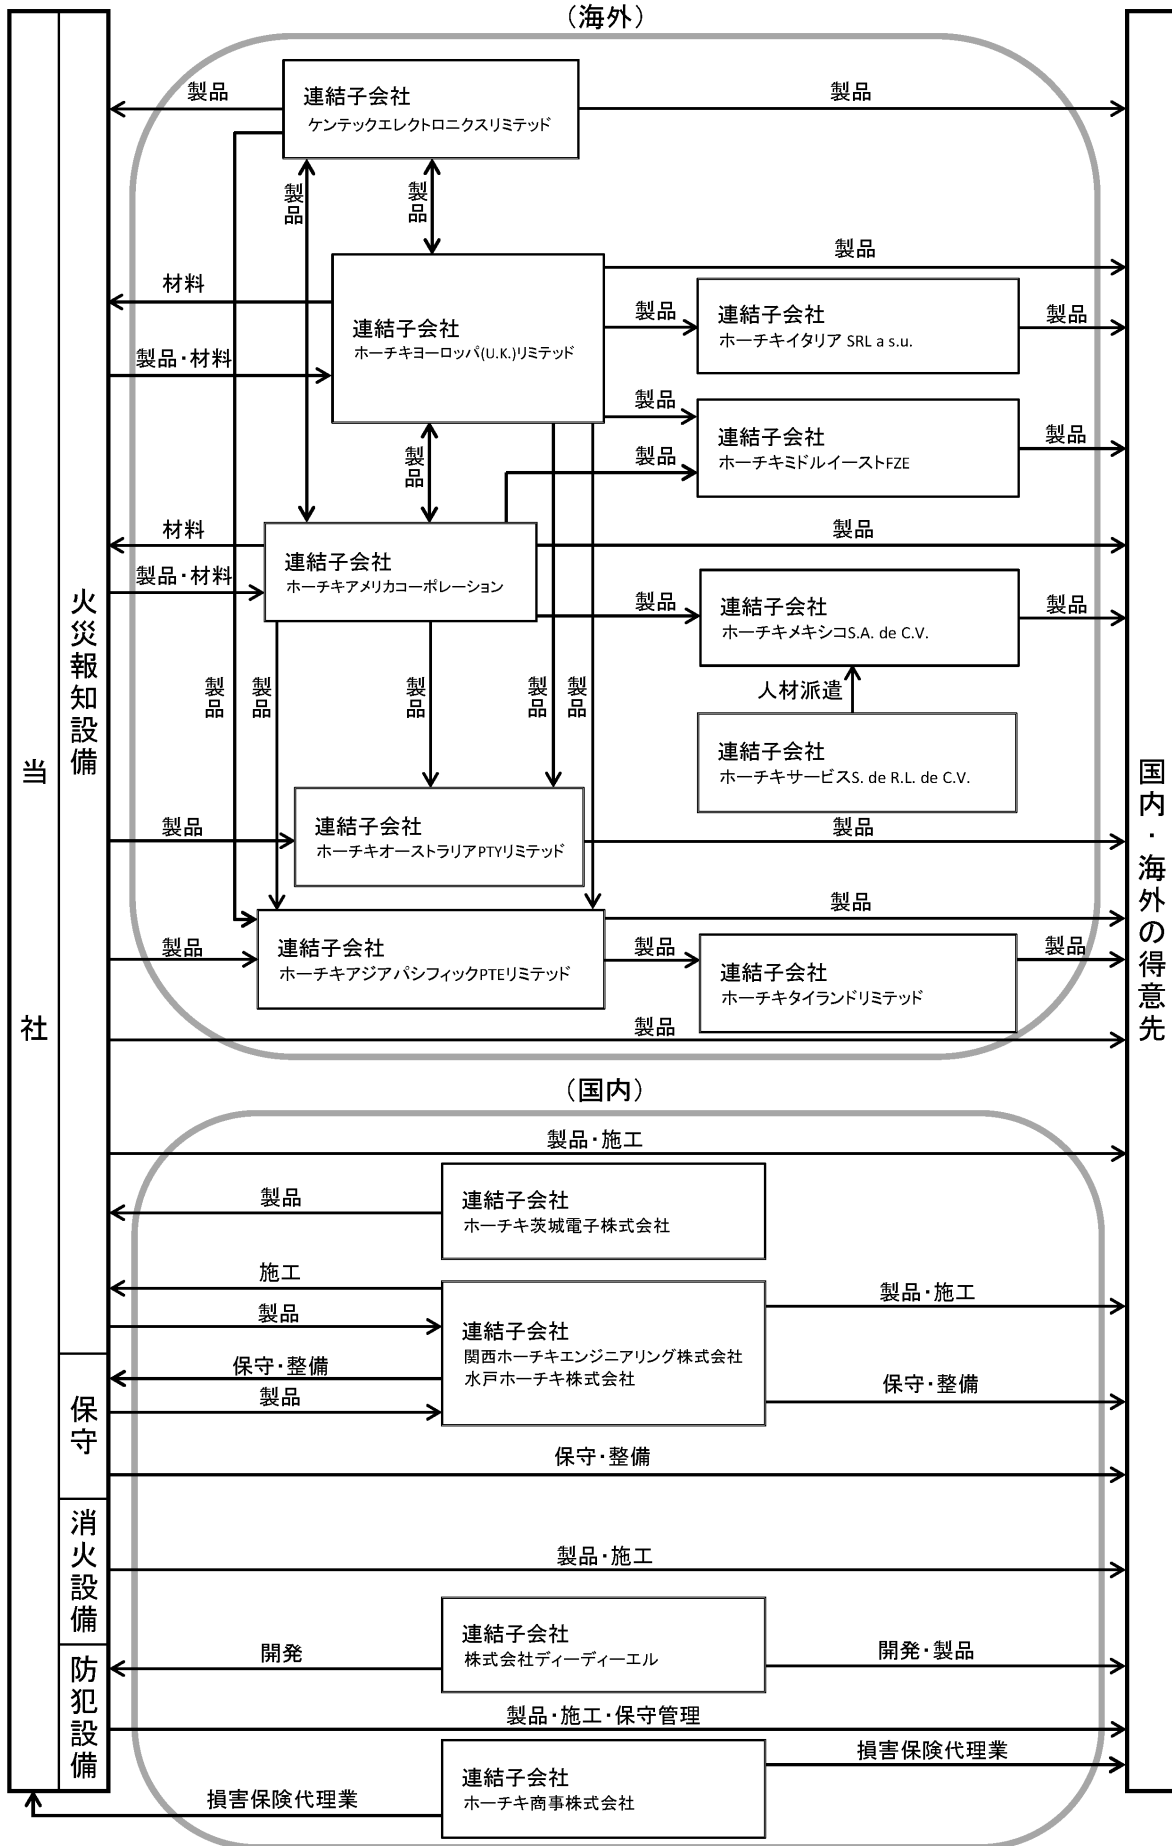 （海外）
当社
火災報知設備
保守
消火設備
防犯設備
国内・海外の得意先
製品
連結子会社
ケンテックエレクトロニクスリミテッド
製品
製品
製品
製品
材料
連結子会社
ホーチキヨーロッパ(U.K.)リミテッド
製品
連結子会社
ホーチキイタリア SRL a s.u.
製品
製品・材料
製品
連結子会社
ホーチキミドルイーストFZE
製品
製品
製品
材料
連結子会社
ホーチキアメリカコーポレーション
製品
製品・材料
製品
連結子会社
ホーチキメキシコS.A. de C.V.
製品
人材派遣
連結子会社
ホーチキサービスS. de R.L. de C.V.
製品
製品
製品
製品
製品
製品
連結子会社
ホーチキオーストラリアPTYリミテッド
製品
製品
連結子会社
ホーチキアジアパシフィックPTEリミテッド
製品
製品
連結子会社
ホーチキタイランドリミテッド
製品
製品
（国内）
製品・施工
製品
連結子会社
ホーチキ茨城電子株式会社
施工
製品
保守・整備
製品
連結子会社
関西ホーチキエンジニアリング株式会社
水戸ホーチキ株式会社
製品・施工
保守・整備
保守・整備
製品・施工
開発
連結子会社
株式会社ディーディーエル
開発・製品
製品・施工・保守管理
損害保険代理業
連結子会社
ホーチキ商事株式会社
損害保険代理業